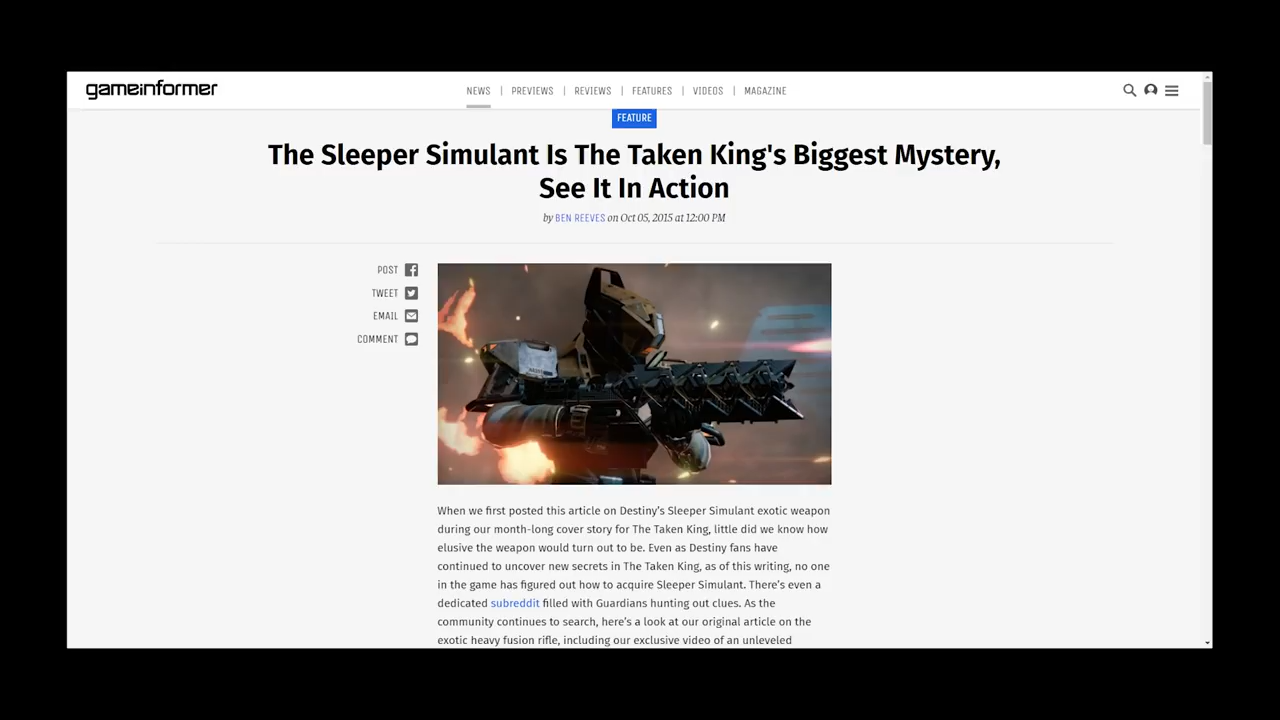 gameinformer
NEWS | PREVIEWS | REVIEWS | FEATURES | VIDEOS | MAGAZINE
FEATURE
The Sleeper Simulant Is The Taken King's Biggest Mystery,
See It In Action
by BEN REEVES on Oct 05, 2015 at 12:00 PM
POST
TWEET
EMAIL
COMMENT
When we first posted this article on Destiny's Sleeper Simulant exotic weapon
during our month-long cover story for The Taken King, little did we know how
elusive the weapon would turn out to be. Even as Destiny fans have
continued to uncover new secrets in The Taken King, as of this writing, no one
in the game has figured out how to acquire Sleeper Simulant. There's even a
dedicated subreddit filled with Guardians hunting out clues. As the
community continues to search, here's a look at our original article on the
exotic heavy fusion rifle, including our exclusive video of an unleveled